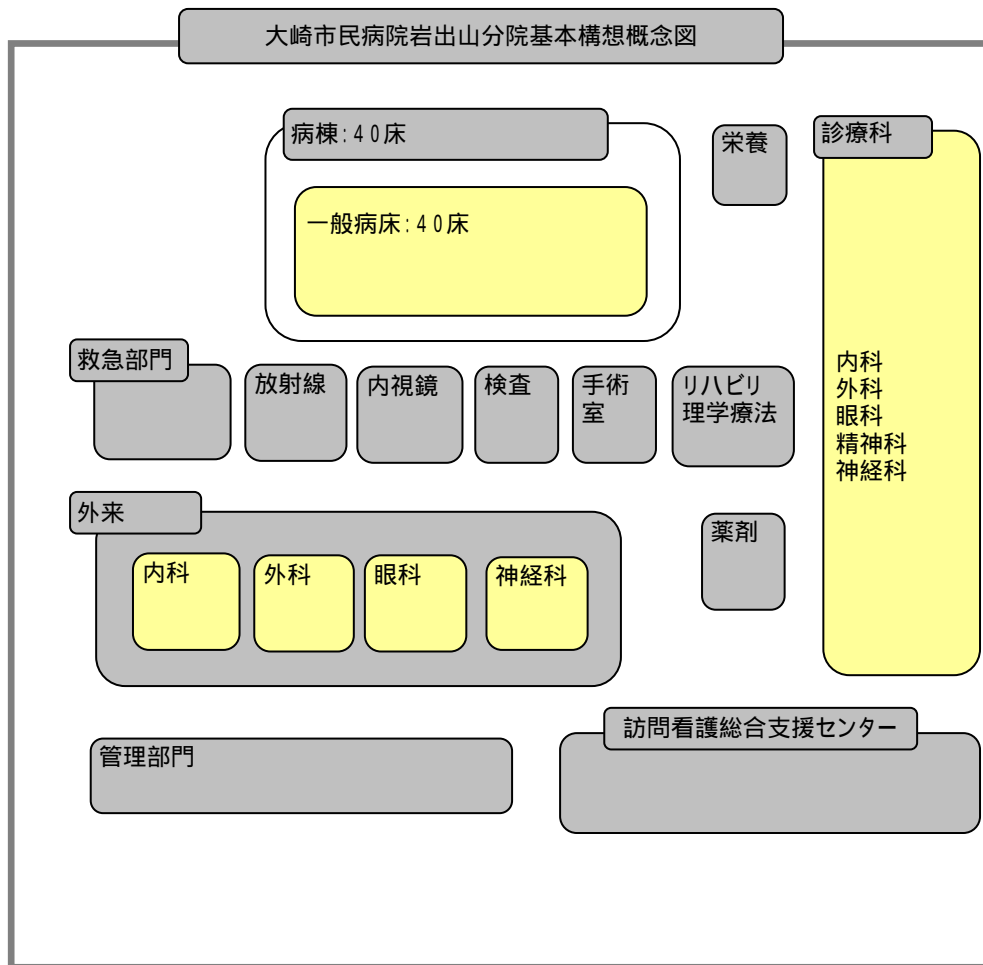 大崎市民病院岩出山分院基本構想概念図
病棟:40床
一般病床:40床
栄養
診療科
内科
外科
眼科
精神科
神経科
救急部門
放射線
内視鏡
検査
手術
室
リハビリ
理学療法
外来
内科
外科
眼科
神経科
薬剤
管理部門
訪問看護総合支援センター